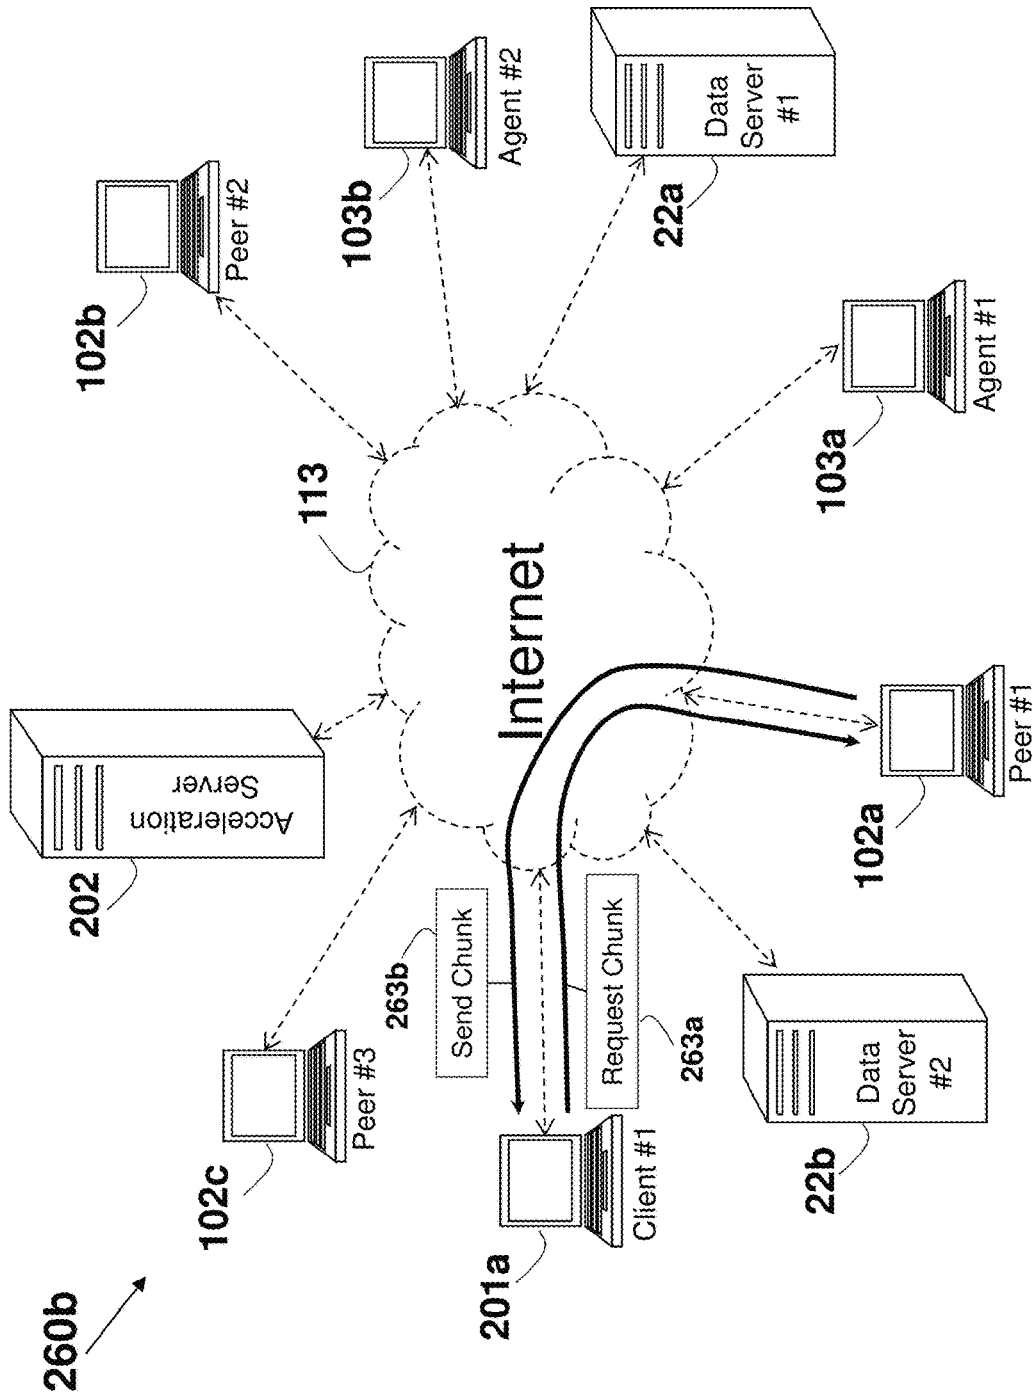 260b
102c
Peer #3
202
Acceleration
Server
113
102b
Peer #2
103b
Agent #2
201a
Client #1
263b
Send Chunk
Request Chunk
263a
Internet
22a
Data
Server
#1
22b
Data
Server
#2
102a
Peer #1
103a
Agent #1